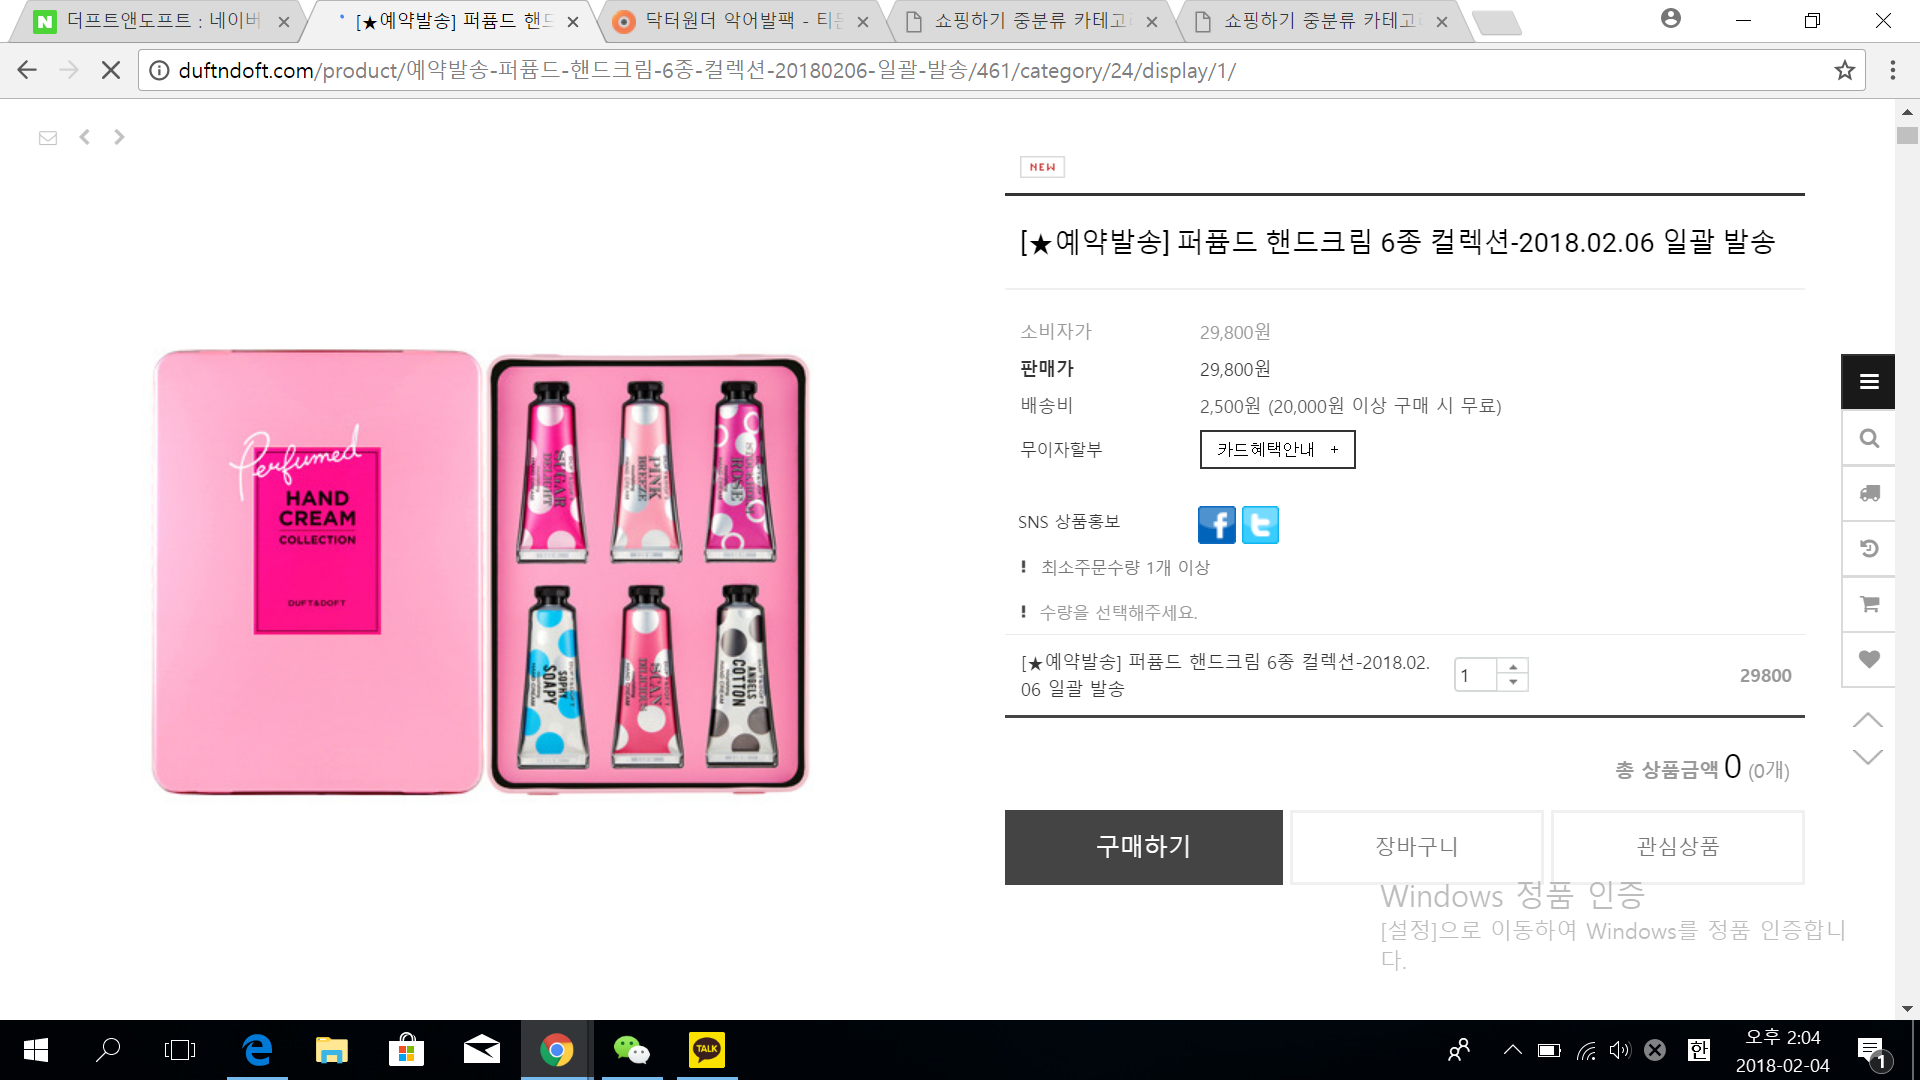 더프트앤도프트 : 네이버
[★예약발송] 퍼퓸드 핸드
닥터원더 악어발팩 - 티몬
쇼핑하기 중분류 카테고리
쇼핑하기 중분류 카테고리
duftndoft.com/product/예약발송-퍼퓸드-핸드크림-6종-컬렉션-20180206-일괄-발송/461/category/24/display/1/
NEW
[★예약발송] 퍼퓸드 핸드크림 6종 컬렉션-2018.02.06 일괄 발송
소비자가 29,800원
판매가 29,800원
배송비 2,500원 (20,000원 이상 구매 시 무료)
무이자할부 카드혜택안내 +
SNS 상품홍보
! 최소주문수량 1개 이상
! 수량을 선택해주세요.
[★예약발송] 퍼퓸드 핸드크림 6종 컬렉션-2018.02.
06 일괄 발송
1
29800
총 상품금액 0 (0개)
구매하기
장바구니
관심상품
Perfumed
HAND
CREAM
COLLECTION
DUFT&DOFT
SUGAR
DELIGHT
PINK
BREEZE
ROSE
SOPHY
SOAPY
HAND CREAM
ANGELS
COTTON
HAND CREAM
Windows 정품 인증
[설정]으로 이동하여 Windows를 정품 인증합니
다.
TALK
한
오후 2:04
2018-02-04
1